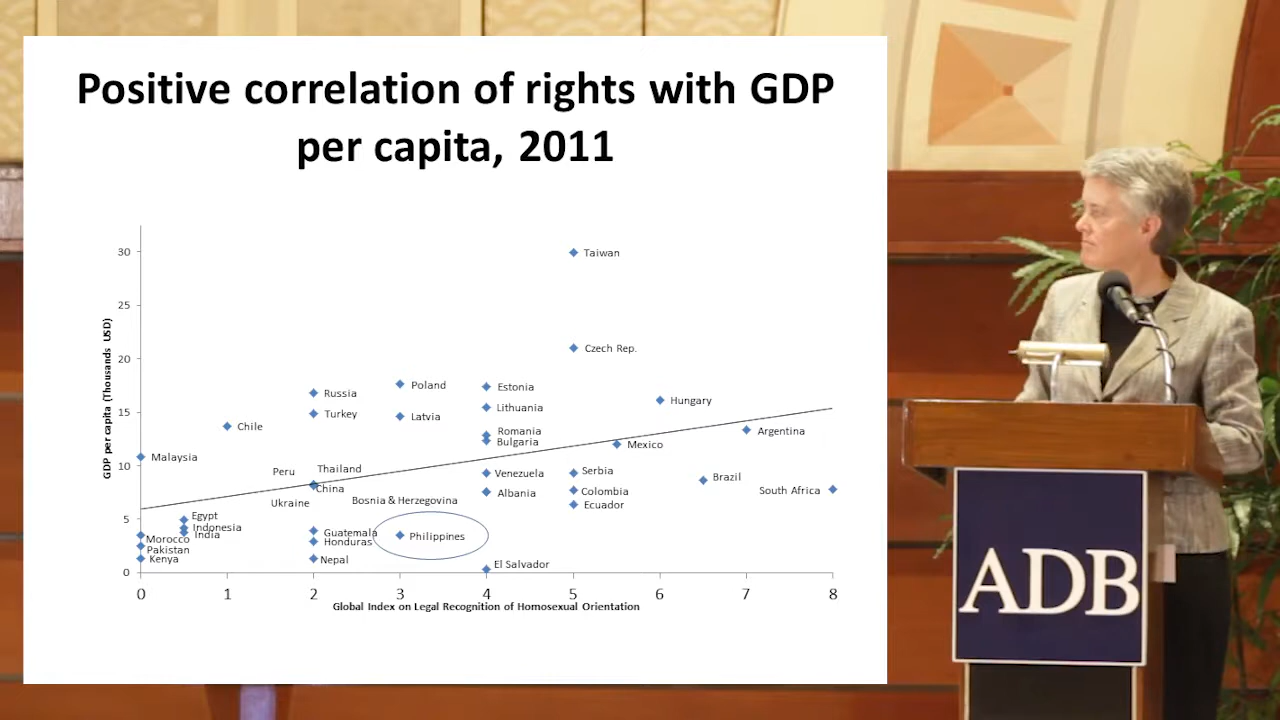 Positive correlation of rights with GDP
per capita, 2011
GDP per capita (Thousands USD)
30
25
20
15
10
5
0
Taiwan
Czech Rep.
Poland
Estonia
Russia
Hungary
Lithuania
Turkey
Latvia
Chile
Romania
Argentina
Bulgaria
Mexico
Malaysia
Peru
Thailand
Serbia
Venezuela
Brazil
China
South Africa
Colombia
Albania
Bosnia & Herzegovina
Ukraine
Ecuador
Egypt
Indonesia
India
Guatemala
Philippines
Morocco
Honduras
Pakistan
Kenya
Nepal
El Salvador
0 1 2 3 4 5 6 7 8
Global Index on Legal Recognition of Homosexual Orientation
ADB